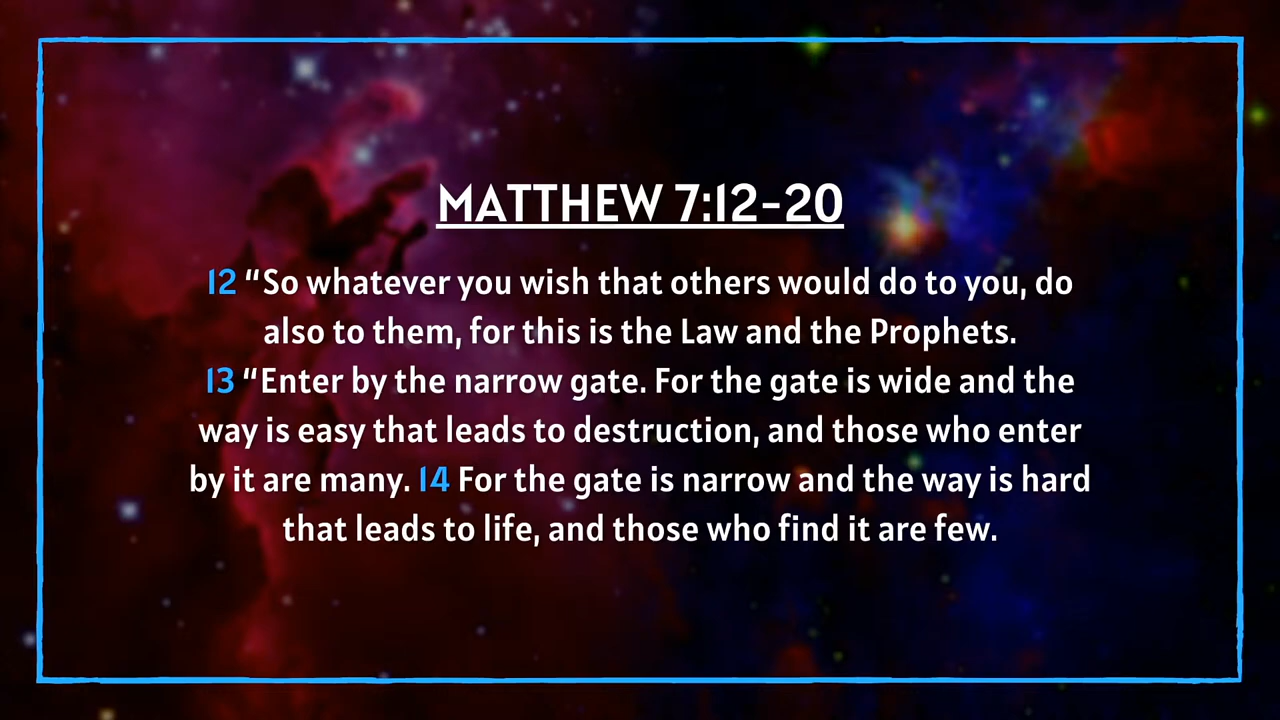 MATTHEW 7:12-20
12 “So whatever you wish that others would do to you, do
also to them, for this is the Law and the Prophets.
13 “Enter by the narrow gate. For the gate is wide and the
way is easy that leads to destruction, and those who enter
by it are many. 14 For the gate is narrow and the way is hard
that leads to life, and those who find it are few.